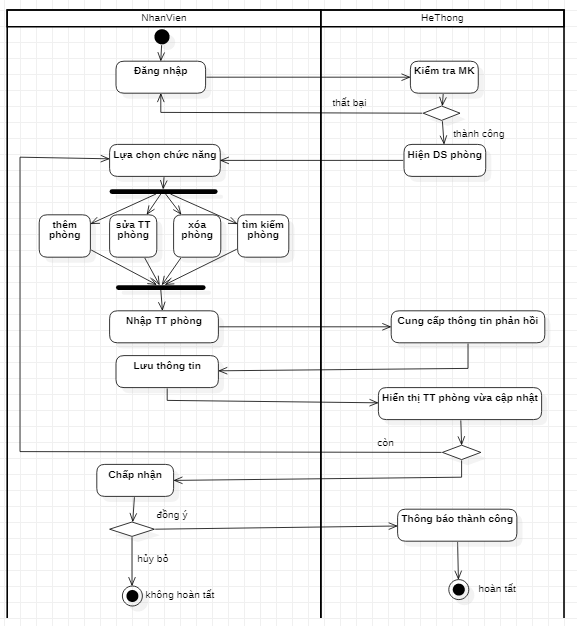 NhanVien
HeThong
Đăng nhập
Kiểm tra MK
thất bại
thành công
Lựa chọn chức năng
Hiện DS phòng
thêm
phòng
sửa TT
phòng
xóa
phòng
tìm kiếm
phòng
Nhập TT phòng
Cung cấp thông tin phản hồi
Lưu thông tin
Hiển thị TT phòng vừa cập nhật
còn
Chấp nhận
đồng ý
Thông báo thành công
hủy bỏ
không hoàn tất
hoàn tất